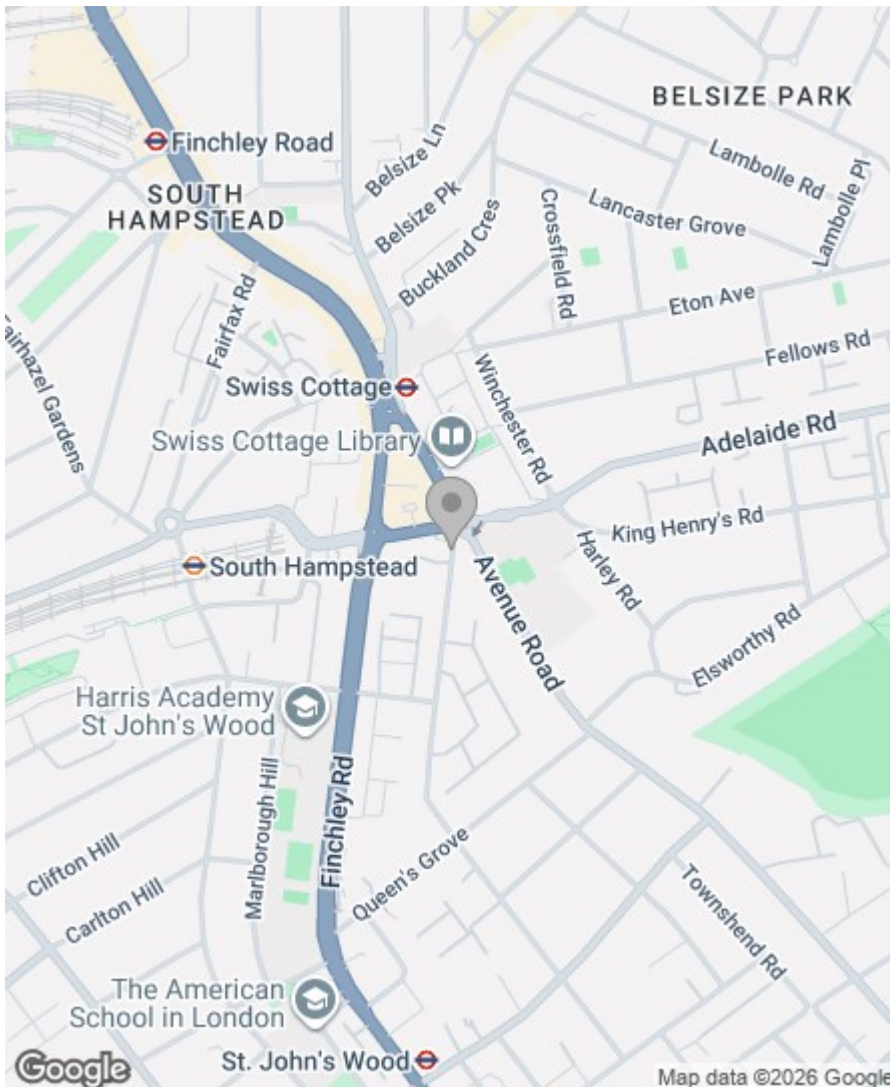 BELSIZE PARK
Finchley Road
SOUTH
HAMPSTEAD
Belsize Ln
Belsize Pk
Buckland Cres
Crossfield Rd
Lambolle Rd
Lambolle Pl
Lancaster Grove
Eton Ave
Fellows Rd
Fairfax Rd
Fairhazel Gardens
Swiss Cottage
Swiss Cottage Library
Winchester Rd
Adelaide Rd
King Henry's Rd
Harley Rd
South Hampstead
Avenue Road
Elsworthy Rd
Harris Academy
St John's Wood
Marlborough Hill
Finchley Rd
Clifton Hill
Carlton Hill
Queen's Grove
Townshend Rd
The American
School in London
St. John's Wood
Google
Map data ©2026 Google